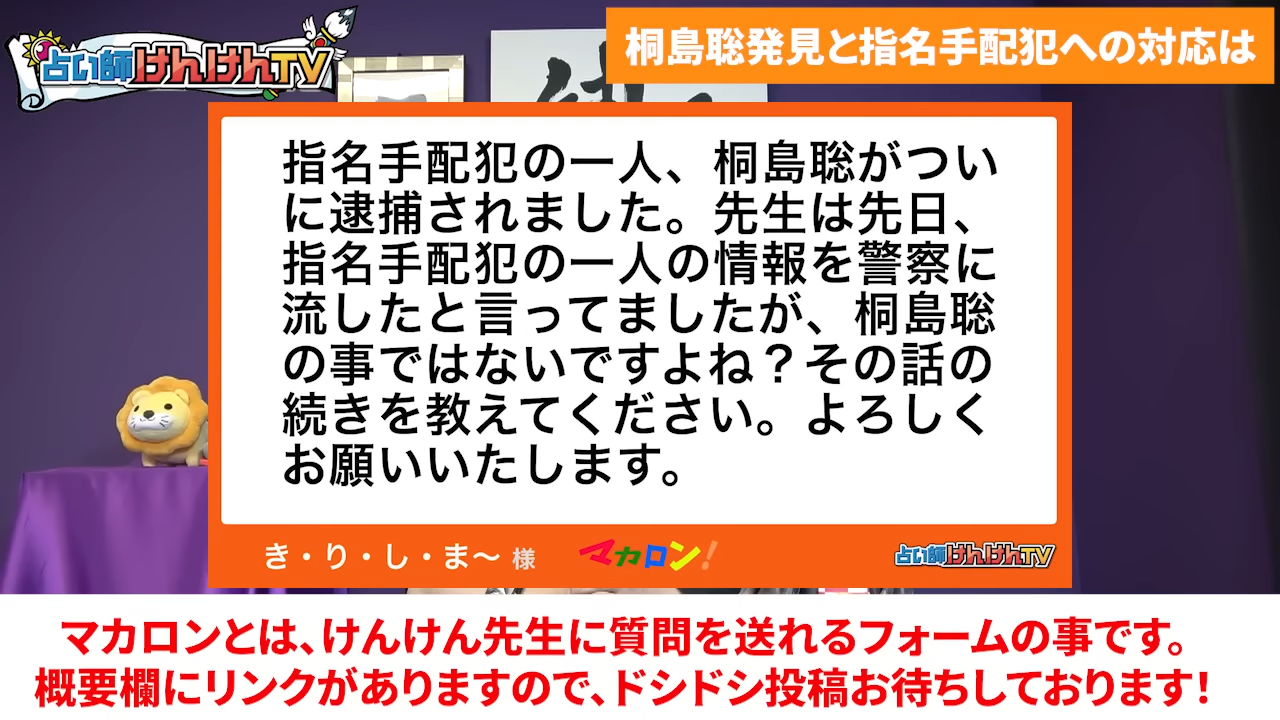 占い師けんけんTV
桐島聡発見と指名手配犯への対応は
指名手配犯の一人、桐島聡がつい
に逮捕されました。先生は先日、
指名手配犯の一人の情報を警察に
流したと言ってましたが、桐島聡
の事ではないですよね？その話の
続きを教えてください。よろしく
お願いいたします。
き・り・し・ま～ 様
マカロン!
占い師けんけんTV
マカロンとは、けんけん先生に質問を送れるフォームの事です。
概要欄にリンクがありますので、ドシドシ投稿お待ちしております!